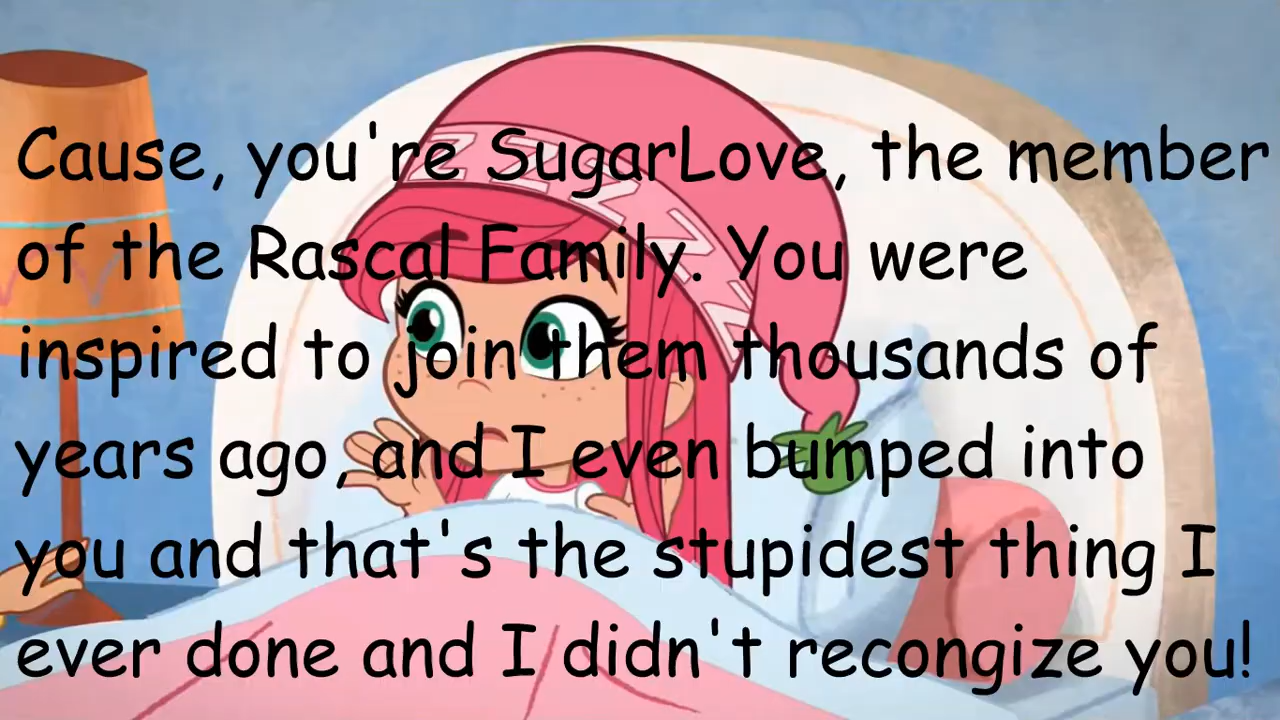 Cause, you're SugarLove, the member
of the Rascal Family. You were
inspired to join them thousands of
years ago, and I even bumped into
you and that's the stupidest thing I
ever done and I didn't recongize you!
ZZZZZZ